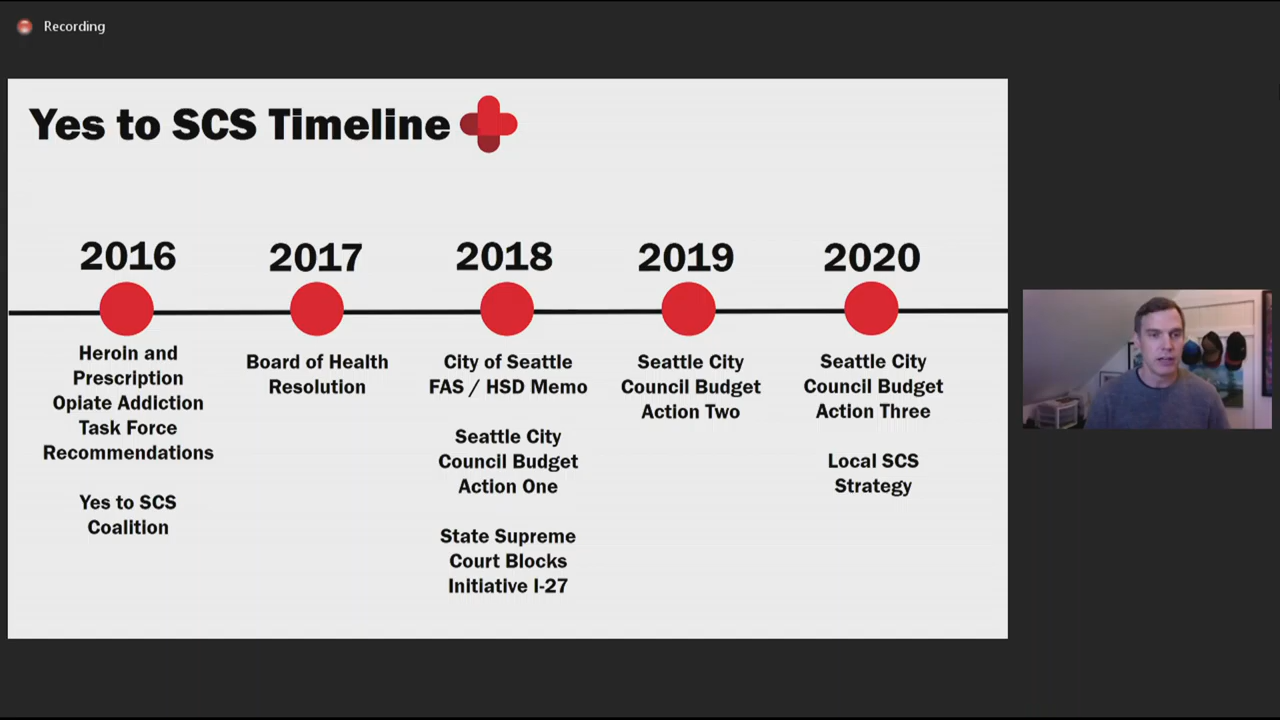 Recording
Yes to SCS Timeline
2016
Heroin and
Prescription
Opiate Addiction
Task Force
Recommendations
Yes to SCS
Coalition
2017
Board of Health
Resolution
2018
City of Seattle
FAS / HSD Memo
Seattle City
Council Budget
Action One
State Supreme
Court Blocks
Initiative I-27
2019
Seattle City
Council Budget
Action Two
2020
Seattle City
Council Budget
Action Three
Local SCS
Strategy